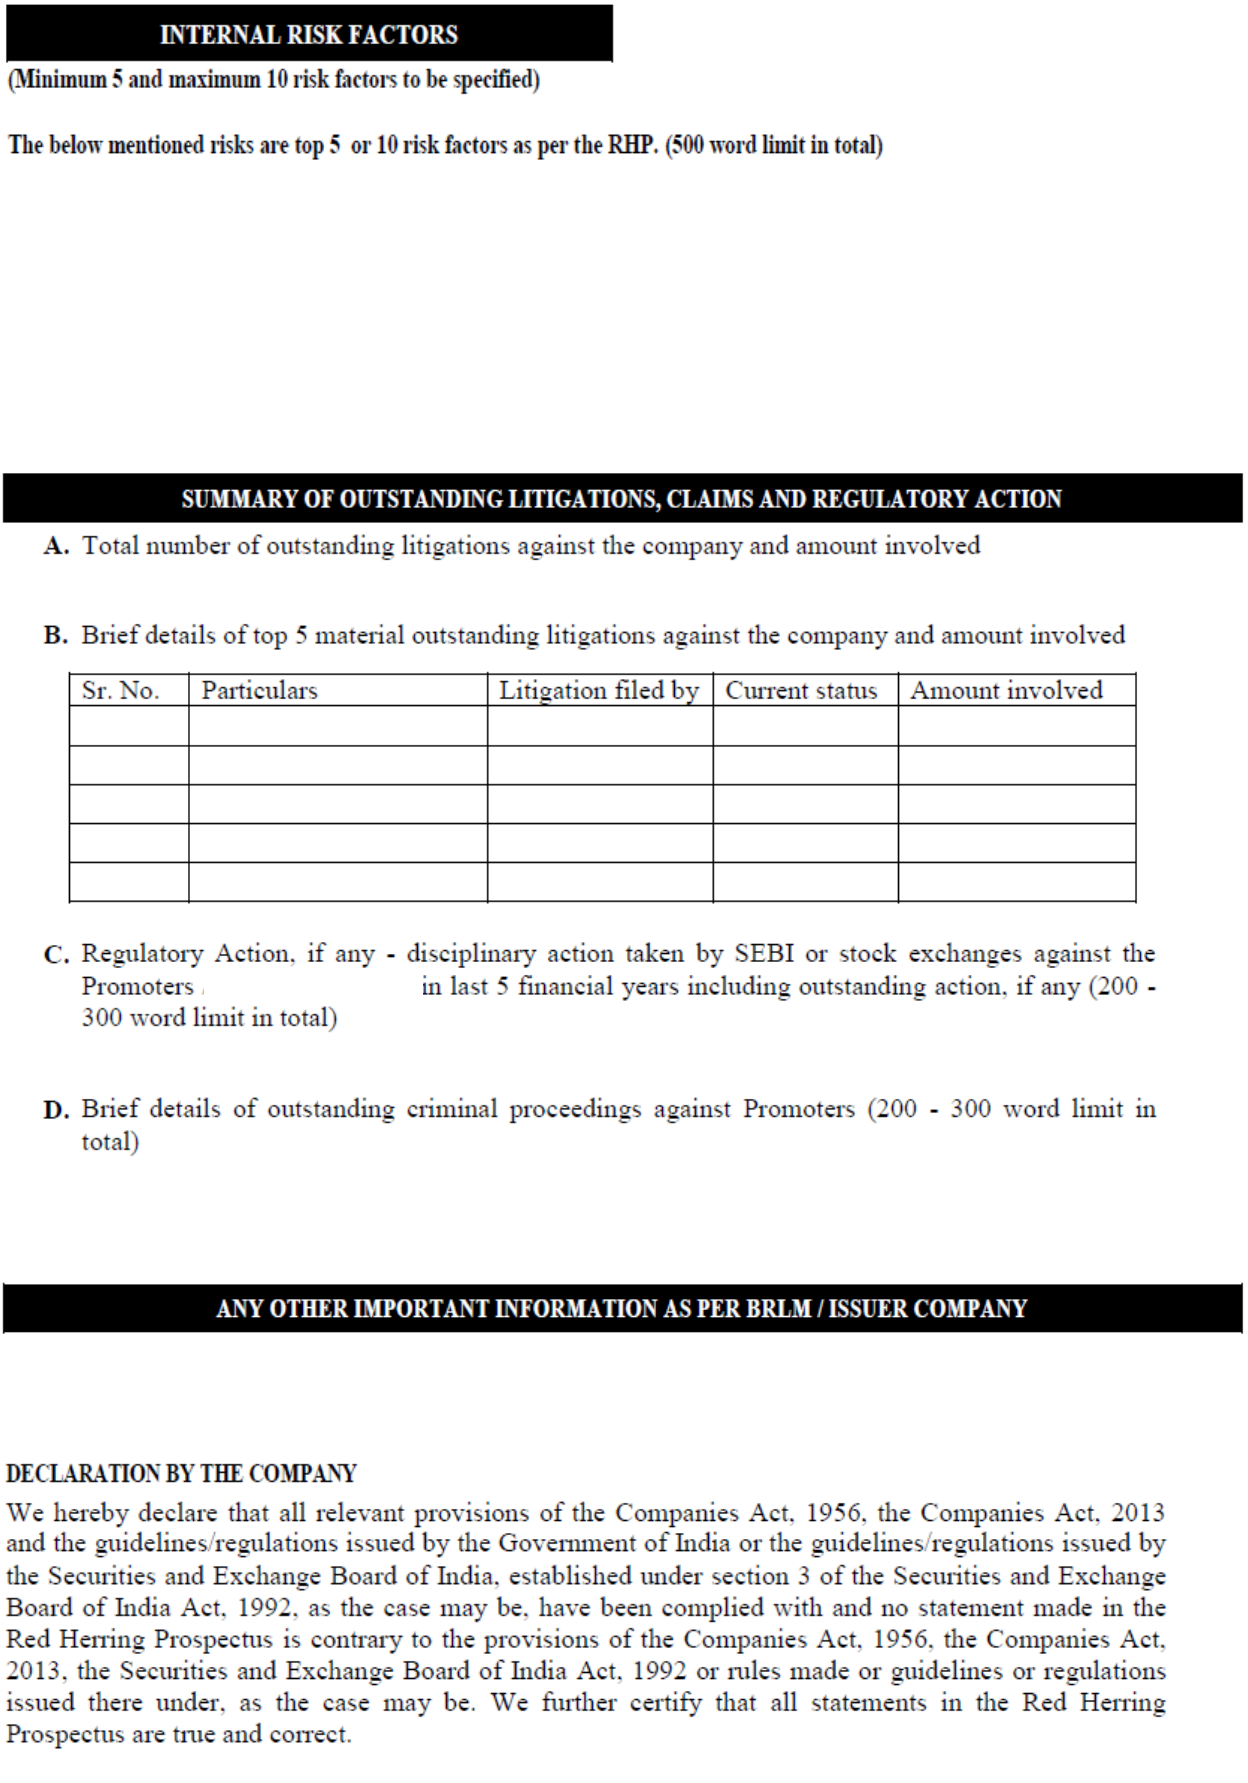 INTERNAL RISK FACTORS
(Minimum 5 and maximum 10 risk factors to be specified)
The below mentioned risks are top 5 or 10 risk factors as per the RHP. (500 word limit in total)
SUMMARY OF OUTSTANDING LITIGATIONS, CLAIMS AND REGULATORY ACTION
A. Total number of outstanding litigations against the company and amount involved
B. Brief details of top 5 material outstanding litigations against the company and amount involved
Sr. No. Particulars Litigation filed by Current status Amount involved
C. Regulatory Action, if any - disciplinary action taken by SEBI or stock exchanges against the
Promoters in last 5 financial years including outstanding action, if any (200 -
300 word limit in total)
D. Brief details of outstanding criminal proceedings against Promoters (200 - 300 word limit in
total)
ANY OTHER IMPORTANT INFORMATION AS PER BRLM / ISSUER COMPANY
DECLARATION BY THE COMPANY
We hereby declare that all relevant provisions of the Companies Act, 1956, the Companies Act, 2013
and the guidelines/regulations issued by the Government of India or the guidelines/regulations issued by
the Securities and Exchange Board of India, established under section 3 of the Securities and Exchange
Board of India Act, 1992, as the case may be, have been complied with and no statement made in the
Red Herring Prospectus is contrary to the provisions of the Companies Act, 1956, the Companies Act,
2013, the Securities and Exchange Board of India Act, 1992 or rules made or guidelines or regulations
issued there under, as the case may be. We further certify that all statements in the Red Herring
Prospectus are true and correct.